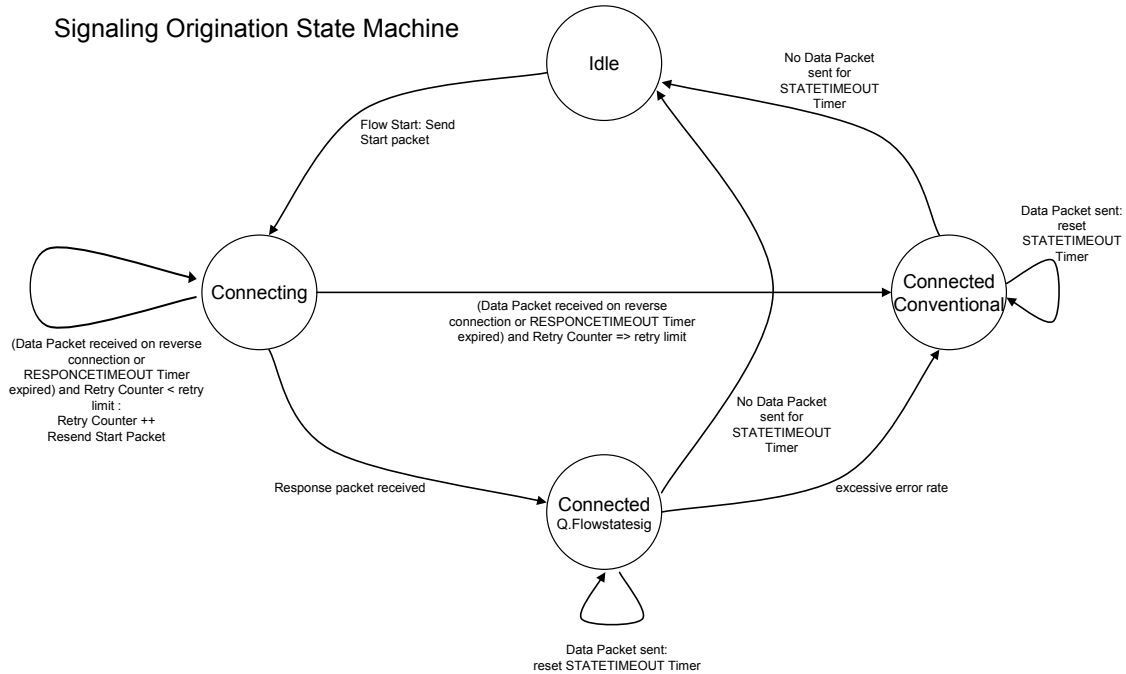 Signaling Origination State Machine
Idle
No Data Packet
sent for
STATETIMEOUT
Timer
Flow Start: Send
Start packet
Data Packet sent:
reset
STATETIMEOUT
Timer
Connecting
Connected
Conventional
(Data Packet received on reverse
connection or RESPONCETIMEOUT Timer
expired) and Retry Counter => retry limit
(Data Packet received on reverse
connection or
RESPONCETIMEOUT Timer
expired) and Retry Counter < retry
limit :
Retry Counter ++
Resend Start Packet
No Data Packet
sent for
STATETIMEOUT
Timer
Response packet received
Connected
Q.Flowstatesig
excessive error rate
Data Packet sent:
reset STATETIMEOUT Timer